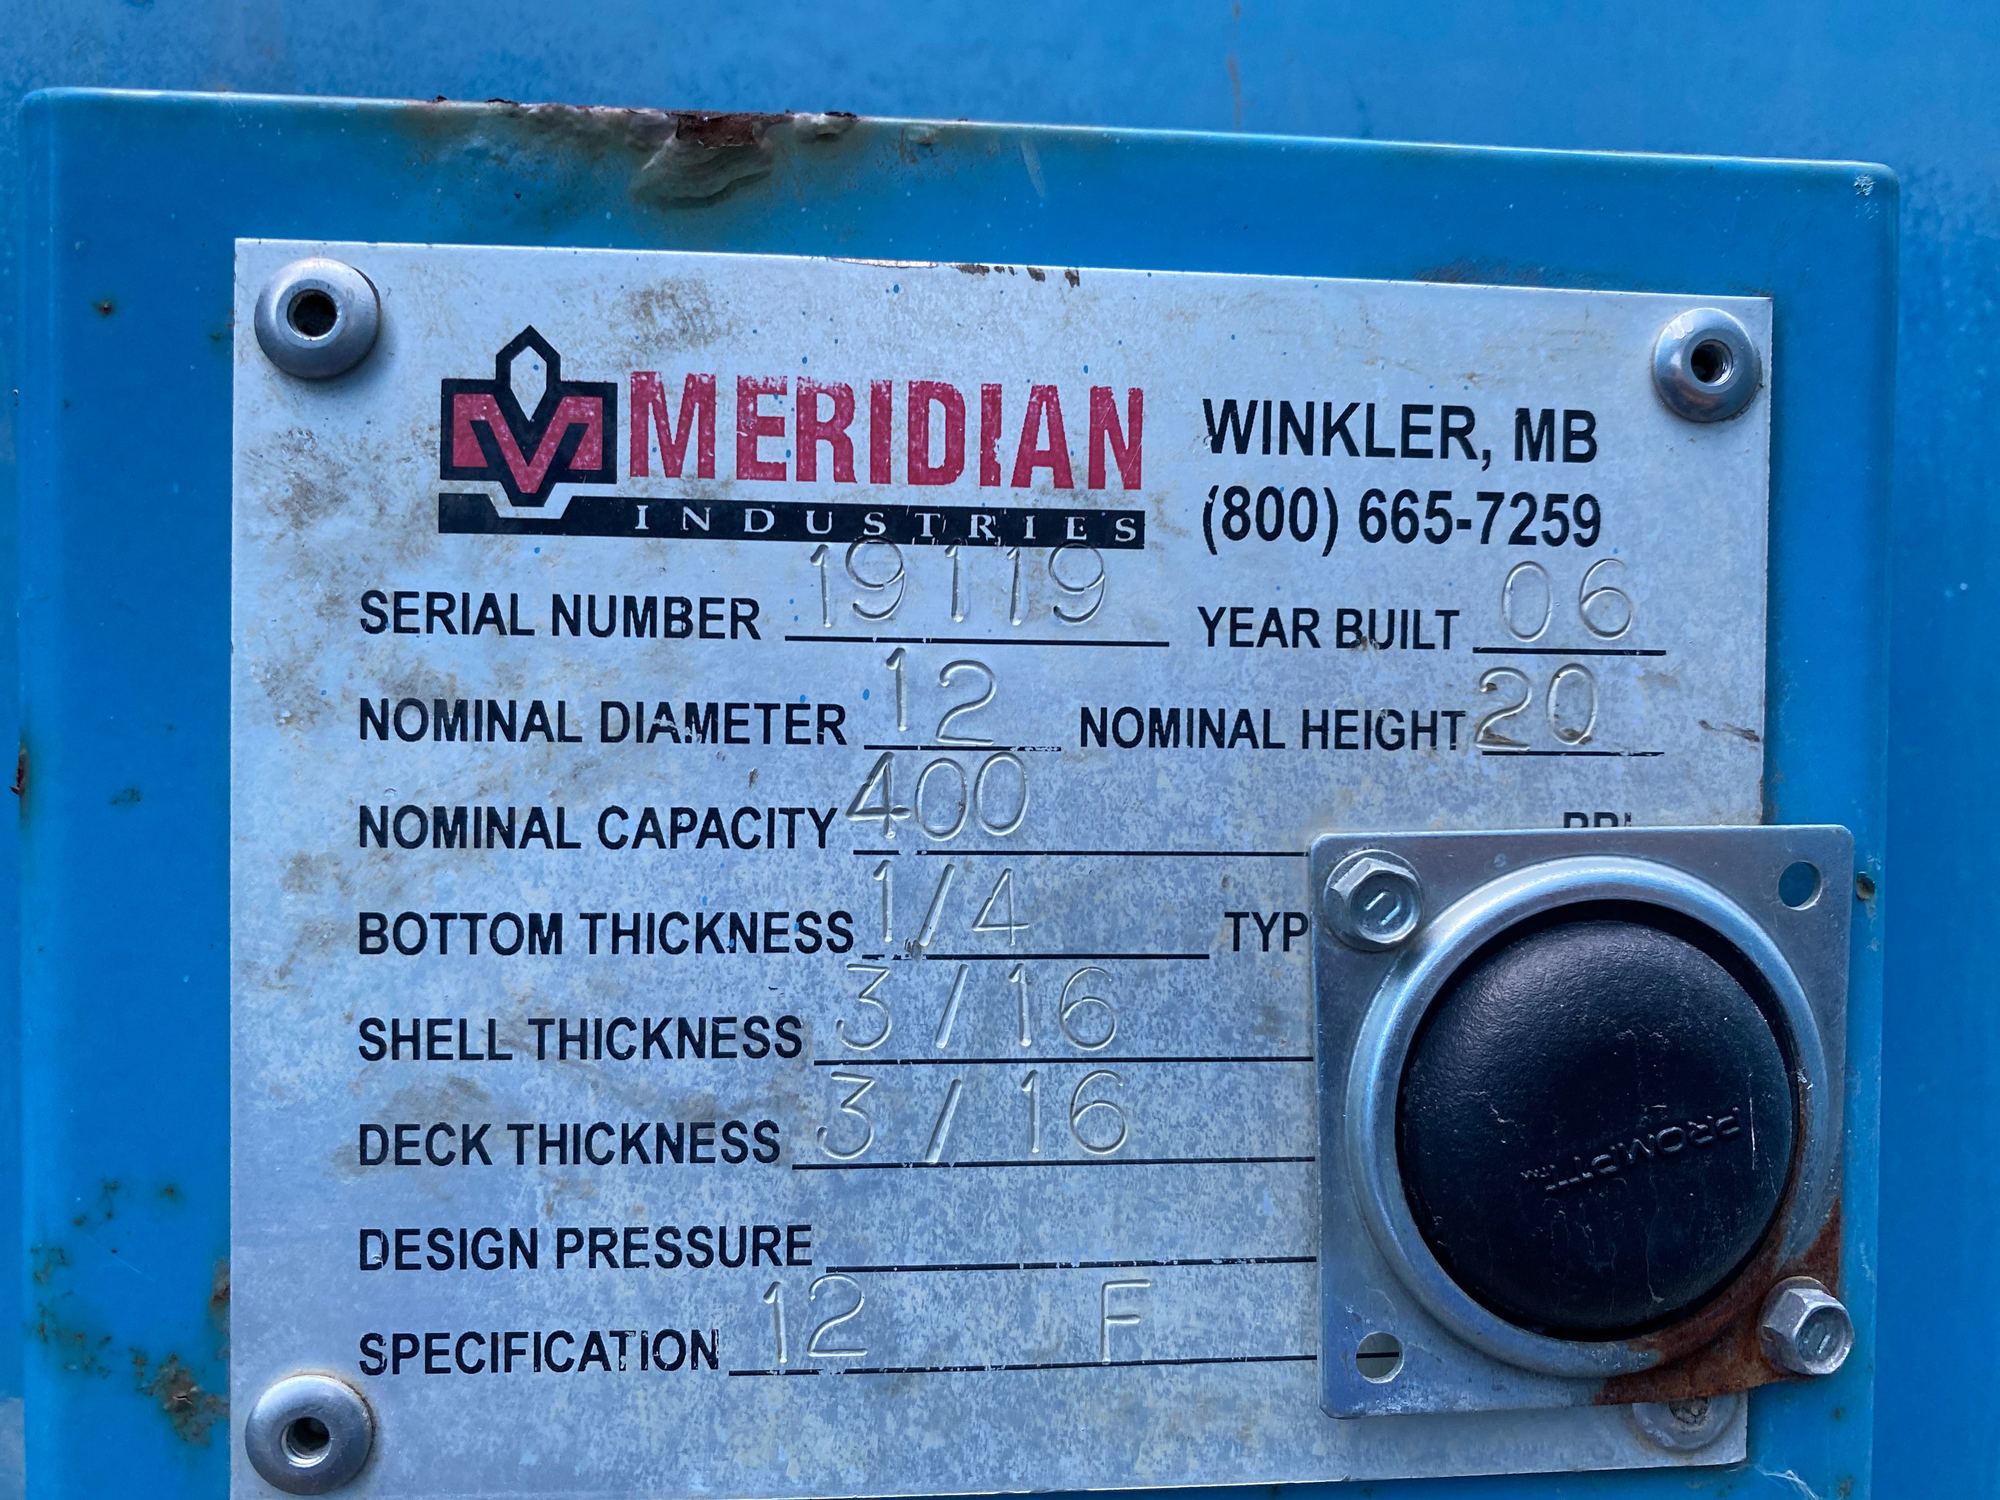 MERIDIAN
INDUSTRIES
WINKLER, MB
(800) 665-7259
SERIAL NUMBER 19119 YEAR BUILT 06
NOMINAL DIAMETER 12 NOMINAL HEIGHT 20
NOMINAL CAPACITY 400
BOTTOM THICKNESS 1/4 TYP
SHELL THICKNESS 3/16
DECK THICKNESS 3/16
DESIGN PRESSURE
SPECIFICATION 12 F
PROMPT™